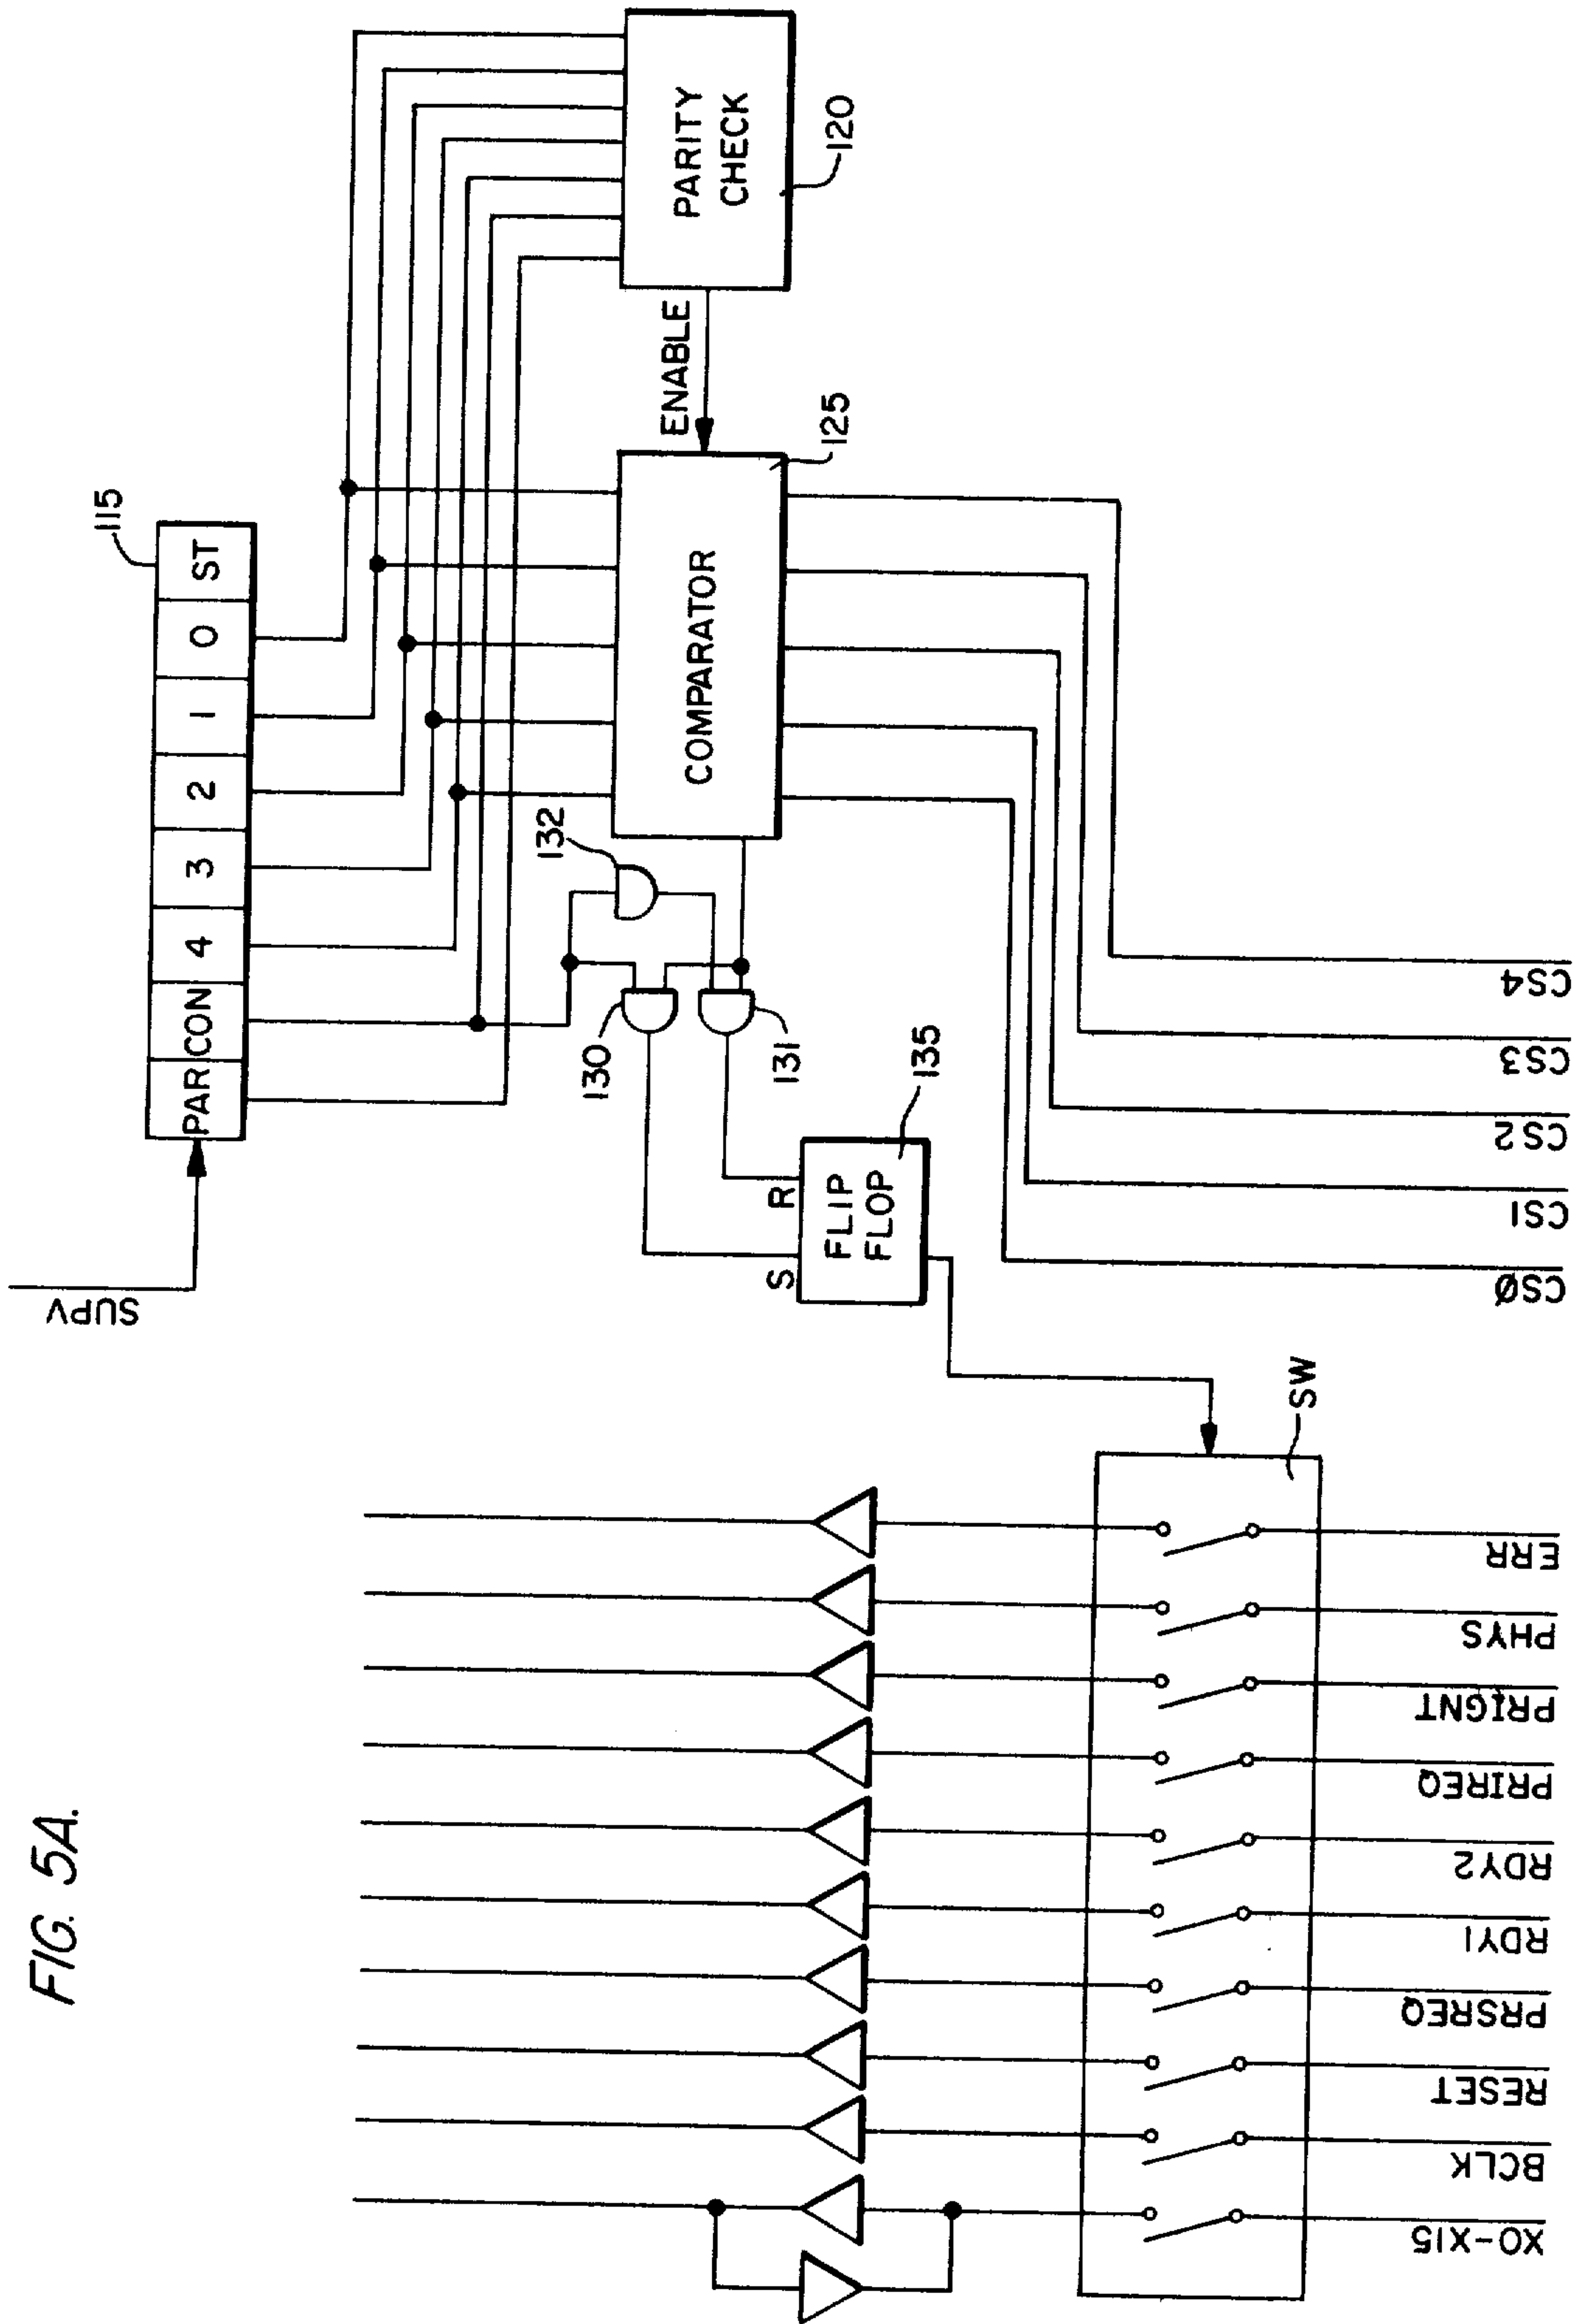 FIG. 5A.
SUPV
115
PAR CON 4 3 2 1 0 ST
PARITY
CHECK
120
ENABLE
COMPARATOR
125
132
130
131
S R
FLIP
FLOP
135
SW
X0-X15
BCLK
RESET
PRSREQ
RDY1
RDY2
PRIREQ
PRIGNT
PHYS
ERR
CSØ
CS1
CS2
CS3
CS4